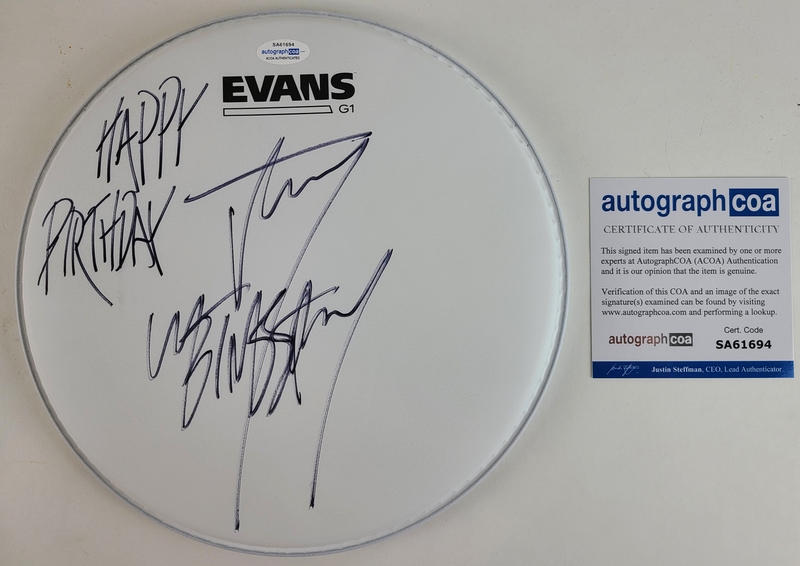 SA61694
autographcoa
ACOA AUTHENTICATED
EVANS
G1
HAPPY
BIRTHDAY
autographcoa
CERTIFICATE OF AUTHENTICITY
This signed item has been examined by one or more
experts at AutographCOA (ACOA) Authentication
and it is our opinion that the item is genuine.
Verification of this COA and an image of the exact
signature(s) examined can be found by visiting
www.autographcoa.com and performing a lookup.
autographcoa
Cert. Code
SA61694
Justin Steffman, CEO, Lead Authenticator